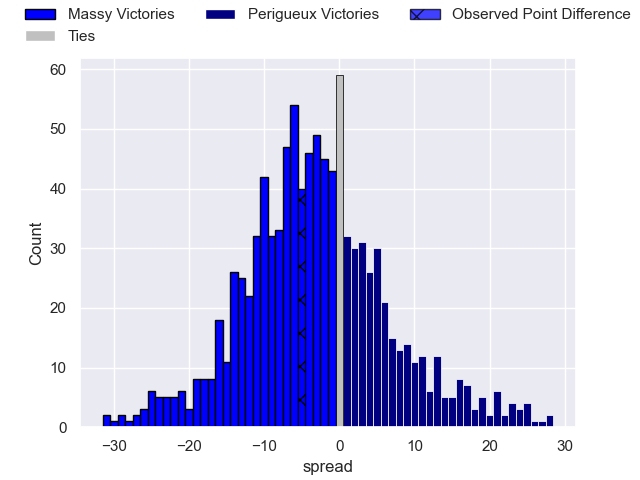 Massy Victories
Perigueux Victories
Observed Point Difference
Ties
60
50
40
30
20
10
0
−30
−20
−10
0
10
20
30
Count
spread